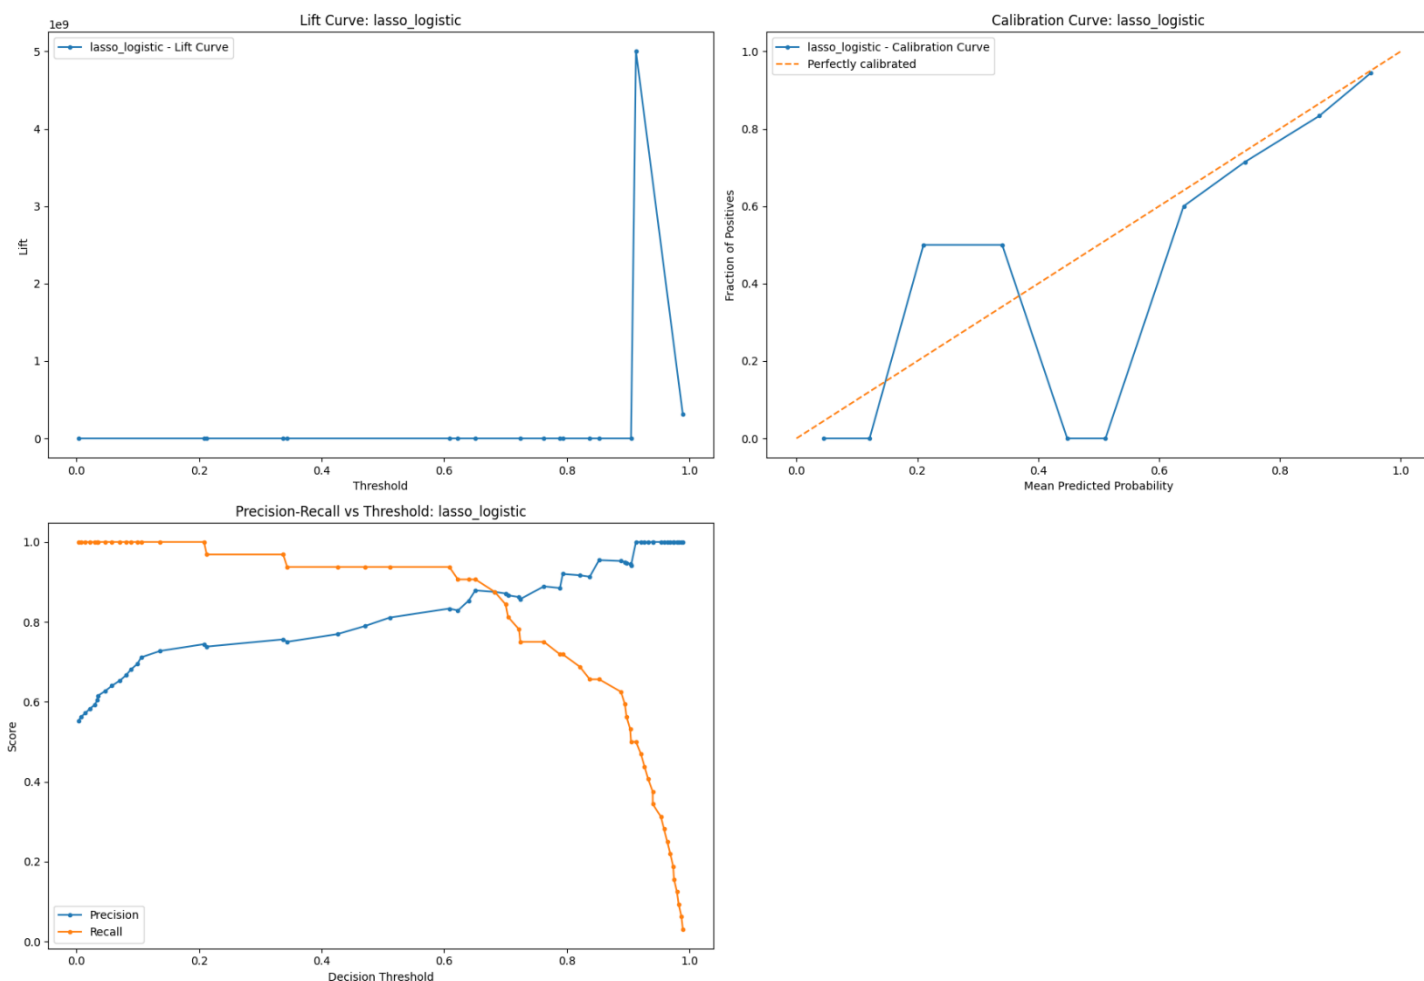 Lift Curve: lasso_logistic
1e9
lasso_logistic - Lift Curve
5
4
3
2
1
0
Lift
0.0 0.2 0.4 0.6 0.8 1.0
Threshold
Calibration Curve: lasso_logistic
lasso_logistic - Calibration Curve
Perfectly calibrated
1.0
0.8
0.6
0.4
0.2
0.0
Fraction of Positives
0.0 0.2 0.4 0.6 0.8 1.0
Mean Predicted Probability
Precision-Recall vs Threshold: lasso_logistic
1.0
0.8
0.6
0.4
0.2
0.0
Score
Precision
Recall
0.0 0.2 0.4 0.6 0.8 1.0
Decision Threshold